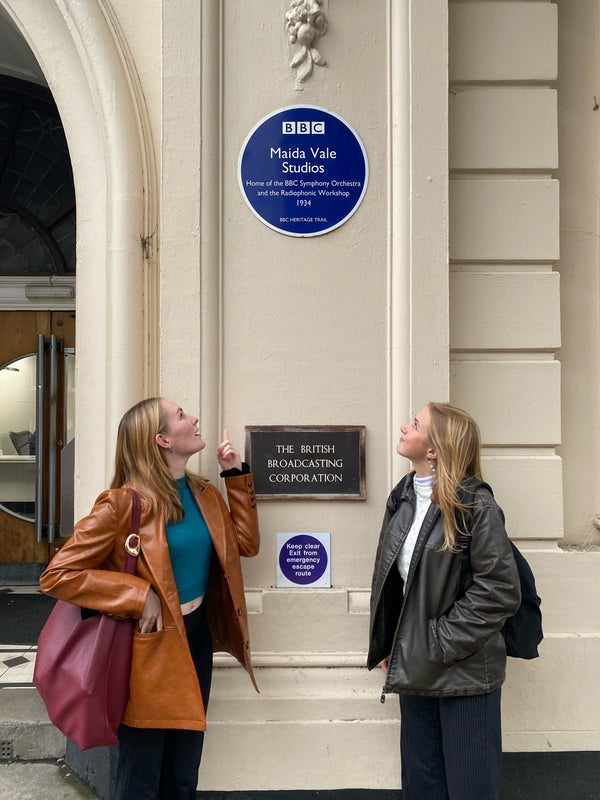 BBC
Maida Vale
Studios
Home of the BBC Symphony Orchestra
and the Radiophonic Workshop
1934
BBC HERITAGE TRAIL
THE BRITISH
BROADCASTING
CORPORATION
Keep clear
Exit from
emergency
escape
route